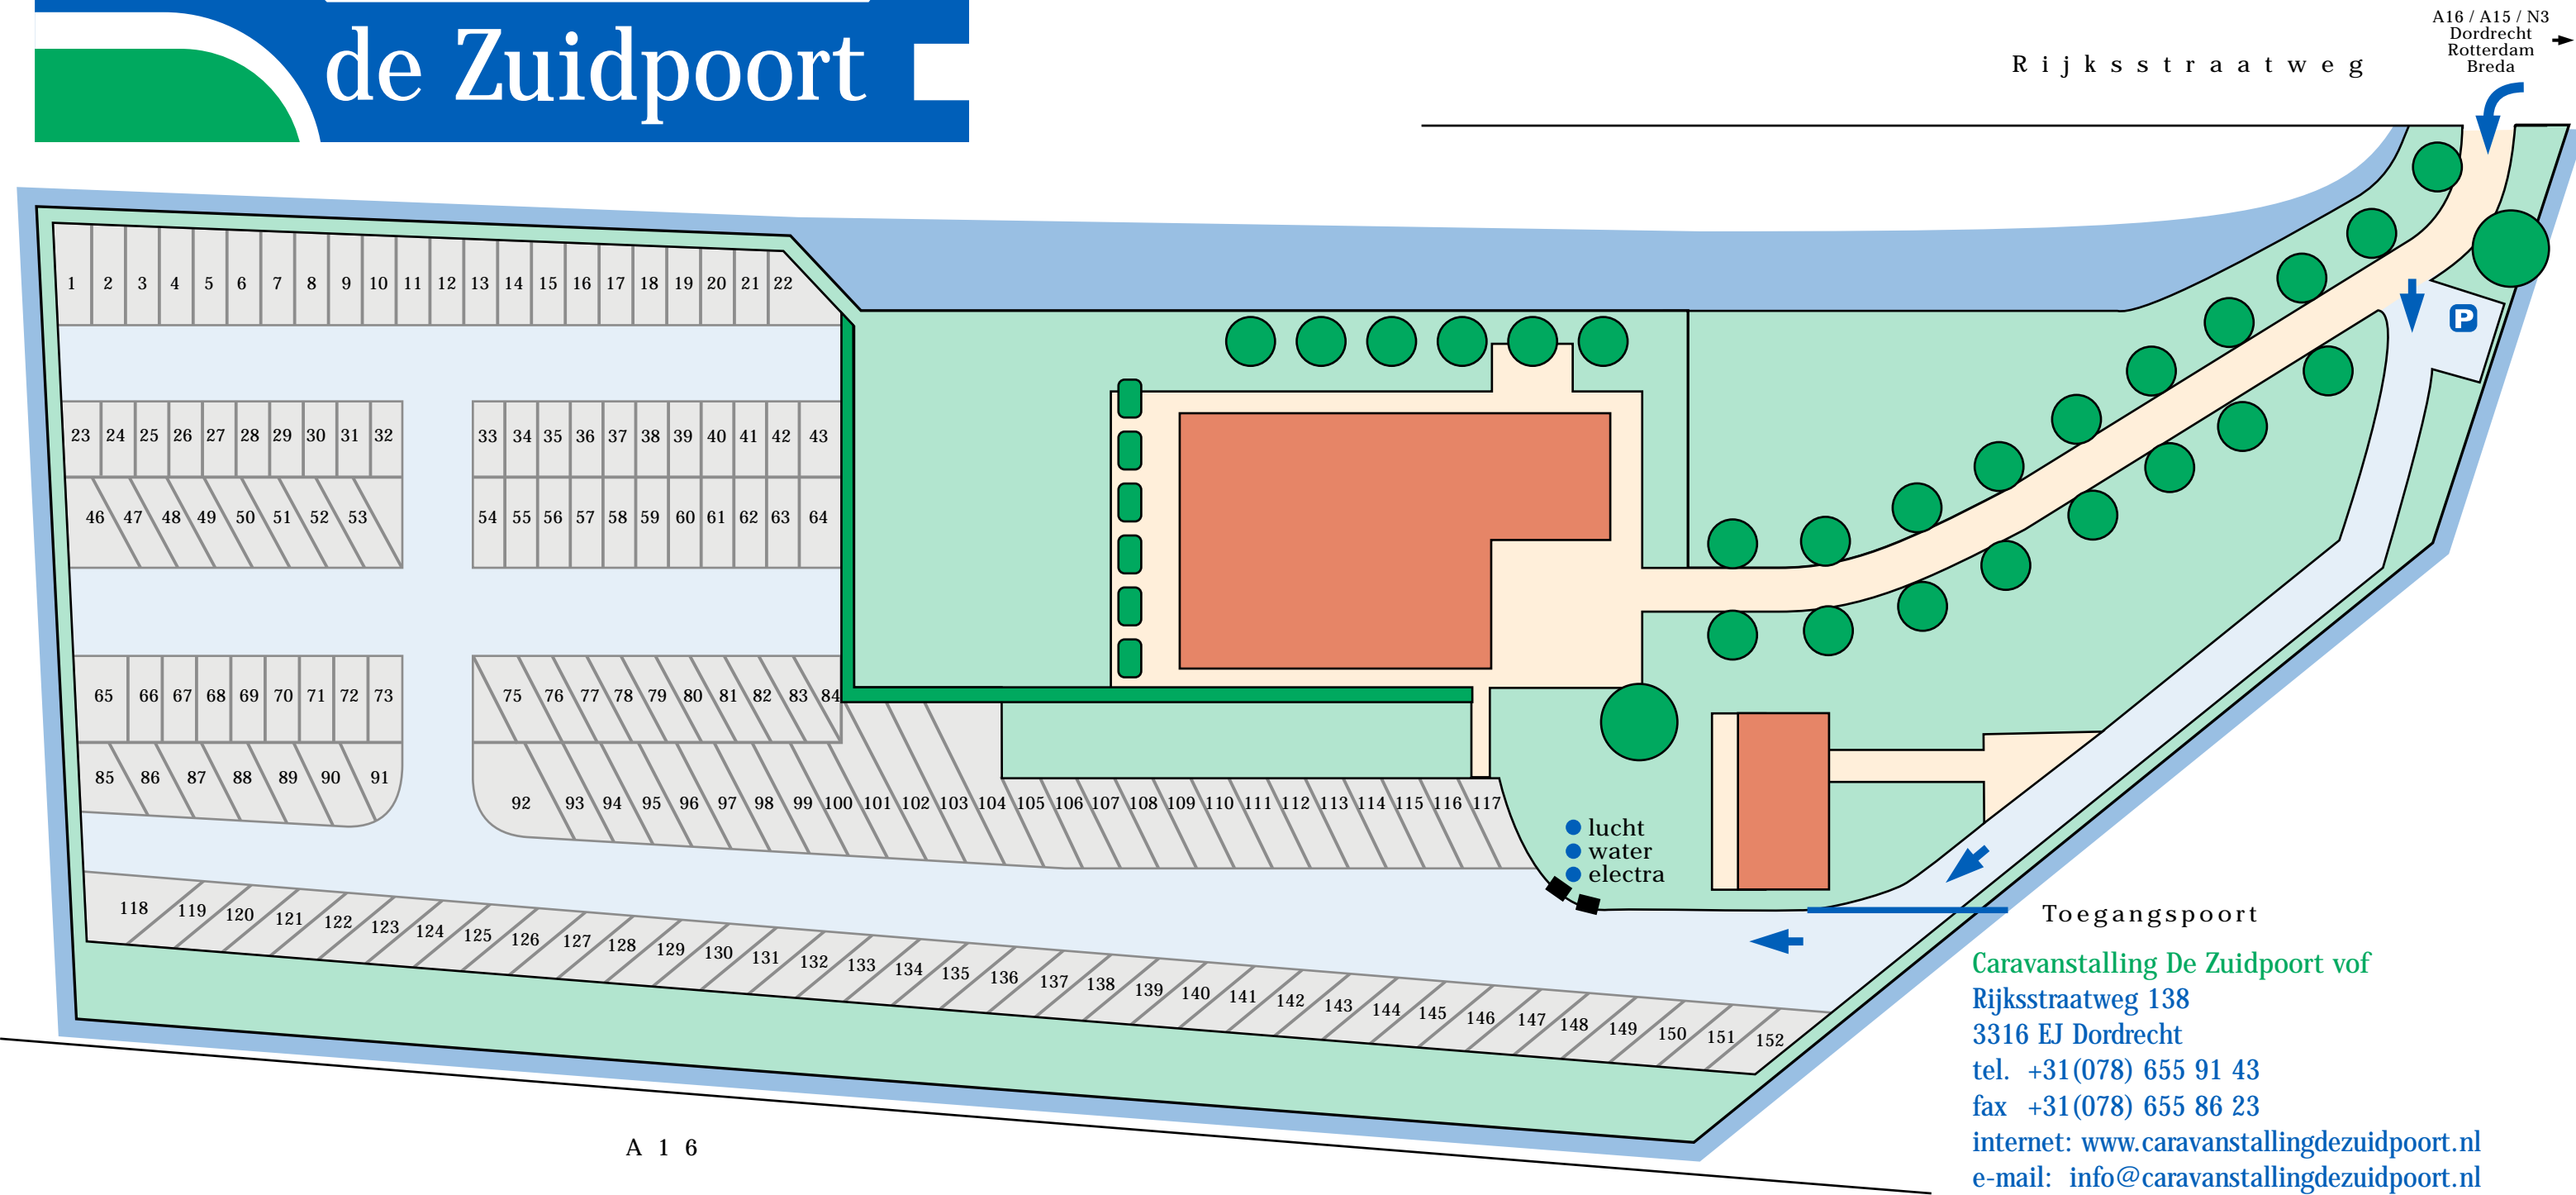 de Zuidpoort
A16 / A15 / N3
Dordrecht
Rotterdam
Breda
Rijksstraatweg
P
1 2 3 4 5 6 7 8 9 10 11 12 13 14 15 16 17 18 19 20 21 22
23 24 25 26 27 28 29 30 31 32 33 34 35 36 37 38 39 40 41 42 43
46 47 48 49 50 51 52 53 54 55 56 57 58 59 60 61 62 63 64
65 66 67 68 69 70 71 72 73 75 76 77 78 79 80 81 82 83 84
85 86 87 88 89 90 91
92 93 94 95 96 97 98 99 100 101 102 103 104 105 106 107 108 109 110 111 112 113 114 115 116 117
lucht
water
electra
118 119 120 121 122 123 124 125 126 127 128 129 130 131 132 133 134 135 136 137 138 139 140 141 142 143 144 145 146 147 148 149 150 151 152
Toegangspoort
Caravanstalling De Zuidpoort vof
Rijksstraatweg 138
3316 EJ Dordrecht
tel. +31(078) 655 91 43
fax +31(078) 655 86 23
internet: www.caravanstallingdezuidpoort.nl
e-mail: info@caravanstallingdezuidpoort.nl
A16